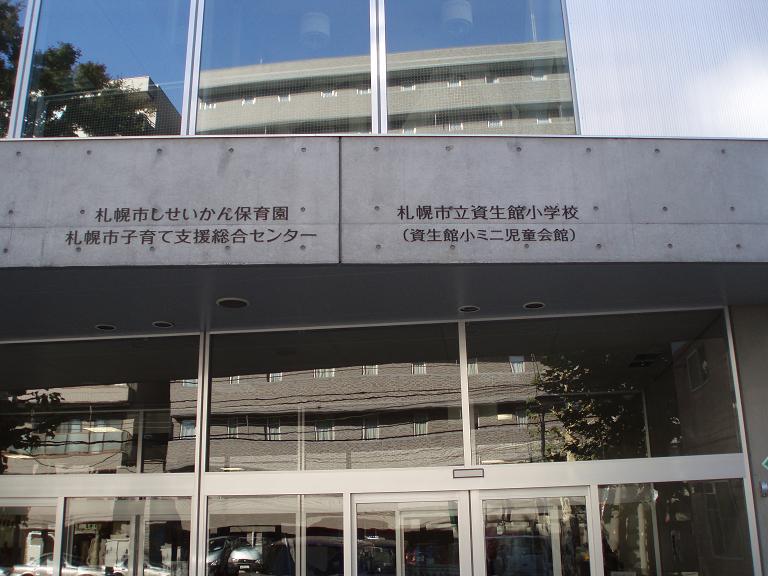 札幌市しせいかん保育園
札幌市子育て支援総合センター
札幌市立資生館小学校
（資生館小ミニ児童会館）